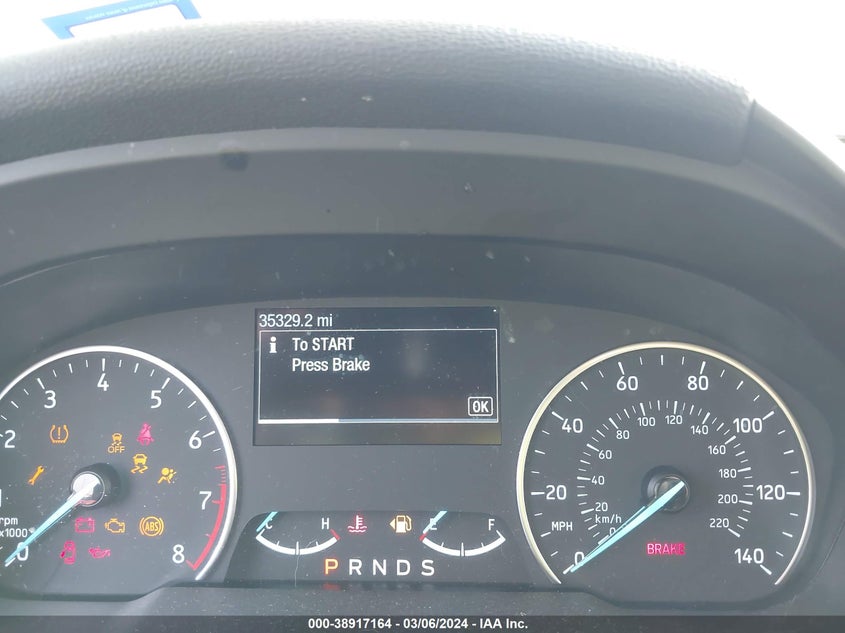 35329.2 mi
i To START
Press Brake
OK
2 3 4 5 6 7 8
rpm
x1000
0
OFF
ABS
C H
E F
P R N D S
0 20 40 60 80 100 120 140
MPH
0 20 40 60 80 100 120 140 160 180 200 220
km/h
BRAKE
000-38917164 - 03/06/2024 - IAA Inc.